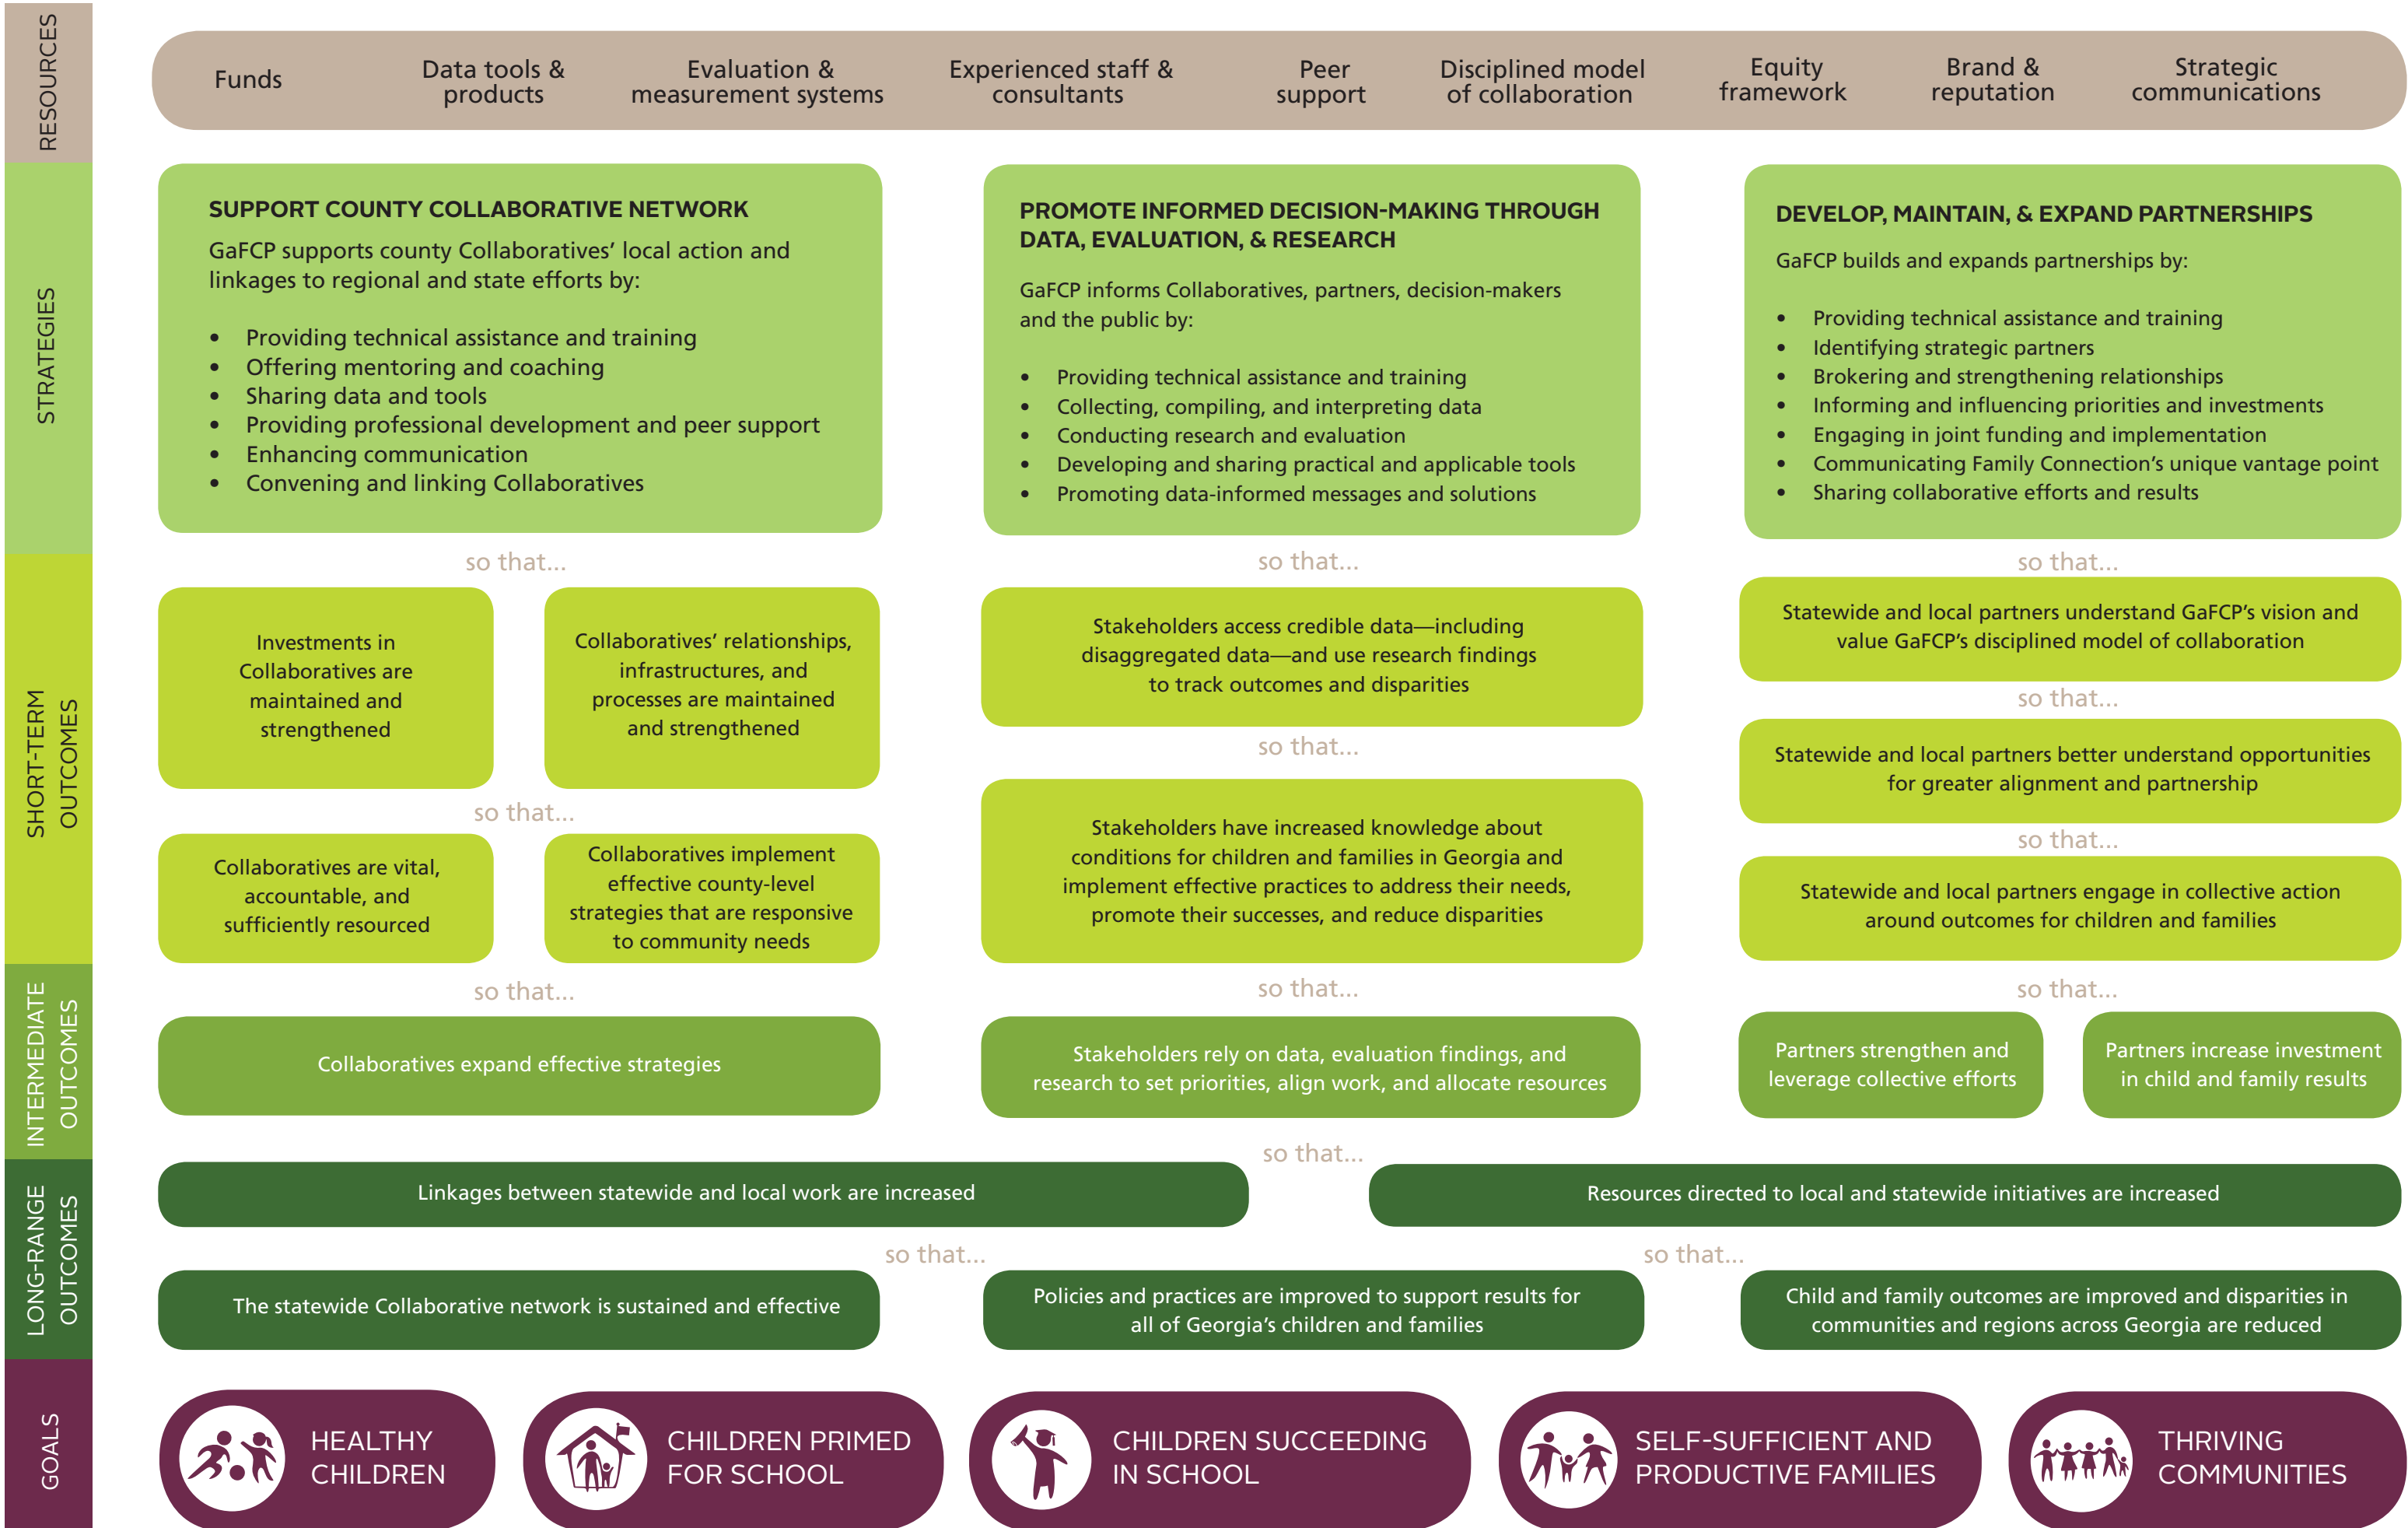 RESOURCES
Funds
Data tools &
products
Evaluation &
measurement systems
Experienced staff &
consultants
Peer
support
Disciplined model
of collaboration
Equity
framework
Brand &
reputation
Strategic
communications
STRATEGIES
SUPPORT COUNTY COLLABORATIVE NETWORK
GaFCP supports county Collaboratives’ local action and
linkages to regional and state efforts by:
• Providing technical assistance and training
• Offering mentoring and coaching
• Sharing data and tools
• Providing professional development and peer support
• Enhancing communication
• Convening and linking Collaboratives
PROMOTE INFORMED DECISION-MAKING THROUGH
DATA, EVALUATION, & RESEARCH
GaFCP informs Collaboratives, partners, decision-makers
and the public by:
• Providing technical assistance and training
• Collecting, compiling, and interpreting data
• Conducting research and evaluation
• Developing and sharing practical and applicable tools
• Promoting data-informed messages and solutions
DEVELOP, MAINTAIN, & EXPAND PARTNERSHIPS
GaFCP builds and expands partnerships by:
• Providing technical assistance and training
• Identifying strategic partners
• Brokering and strengthening relationships
• Informing and influencing priorities and investments
• Engaging in joint funding and implementation
• Communicating Family Connection’s unique vantage point
• Sharing collaborative efforts and results
SHORT-TERM
OUTCOMES
so that...
Investments in
Collaboratives are
maintained and
strengthened
Collaboratives’ relationships,
infrastructures, and
processes are maintained
and strengthened
so that...
Collaboratives are vital,
accountable, and
sufficiently resourced
Collaboratives implement
effective county-level
strategies that are responsive
to community needs
so that...
Stakeholders access credible data—including
disaggregated data—and use research findings
to track outcomes and disparities
so that...
Stakeholders have increased knowledge about
conditions for children and families in Georgia and
implement effective practices to address their needs,
promote their successes, and reduce disparities
so that...
Statewide and local partners understand GaFCP’s vision and
value GaFCP’s disciplined model of collaboration
so that...
Statewide and local partners better understand opportunities
for greater alignment and partnership
so that...
Statewide and local partners engage in collective action
around outcomes for children and families
INTERMEDIATE
OUTCOMES
so that...
Collaboratives expand effective strategies
so that...
Stakeholders rely on data, evaluation findings, and
research to set priorities, align work, and allocate resources
so that...
Partners strengthen and
leverage collective efforts
Partners increase investment
in child and family results
so that...
LONG-RANGE
OUTCOMES
Linkages between statewide and local work are increased
Resources directed to local and statewide initiatives are increased
so that...
so that...
The statewide Collaborative network is sustained and effective
Policies and practices are improved to support results for
all of Georgia’s children and families
Child and family outcomes are improved and disparities in
communities and regions across Georgia are reduced
GOALS
HEALTHY
CHILDREN
CHILDREN PRIMED
FOR SCHOOL
CHILDREN SUCCEEDING
IN SCHOOL
SELF-SUFFICIENT AND
PRODUCTIVE FAMILIES
THRIVING
COMMUNITIES